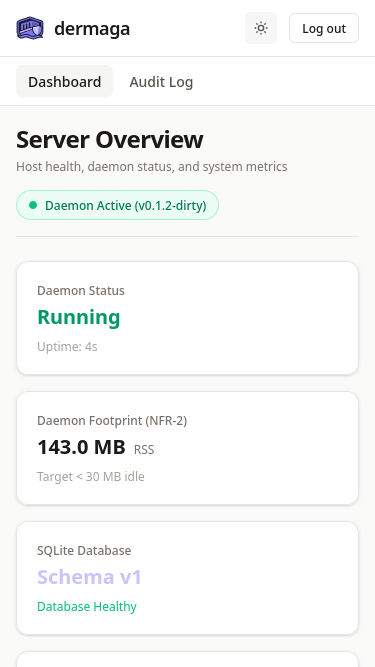 dermaga
Log out
Dashboard
Audit Log
Server Overview
Host health, daemon status, and system metrics
Daemon Active (v0.1.2-dirty)
Daemon Status
Running
Uptime: 4s
Daemon Footprint (NFR-2)
143.0 MB RSS
Target < 30 MB idle
SQLite Database
Schema v1
Database Healthy